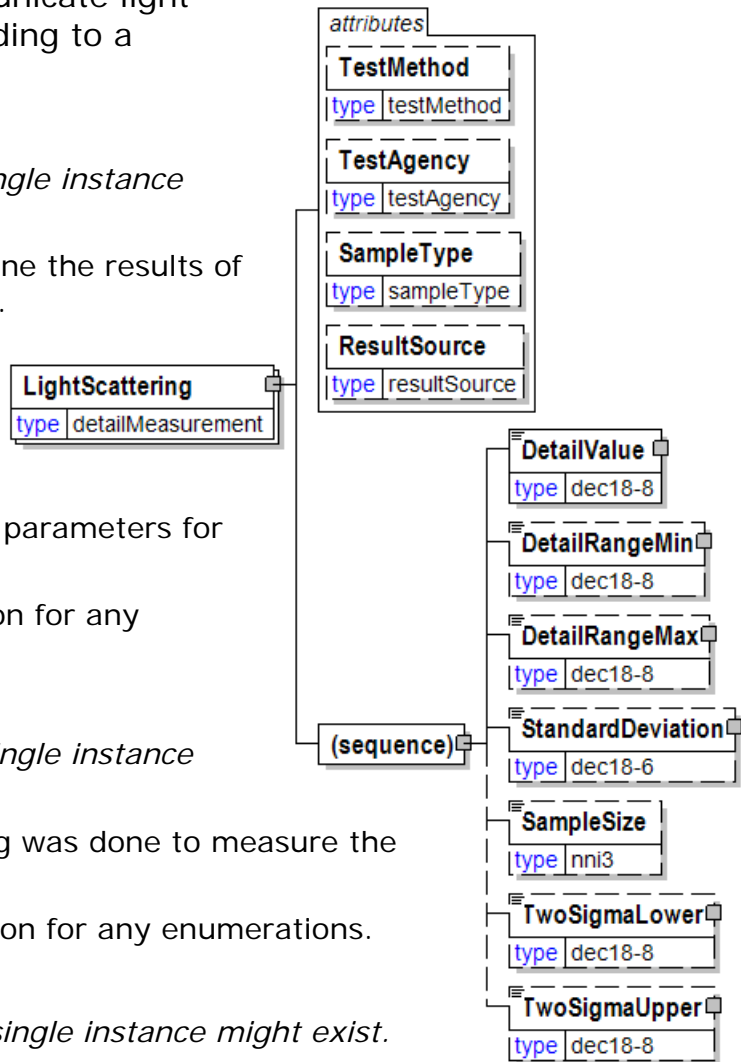 unicate light
ding to a
ngle instance
ne the results of
.
parameters for
on for any
ingle instance
g was done to measure the
on for any enumerations.
single instance might exist.
attributes
TestMethod
type testMethod
TestAgency
type testAgency
SampleType
type sampleType
ResultSource
type resultSource
LightScattering
type detailMeasurement
(sequence)
DetailValue
type dec18-8
DetailRangeMin
type dec18-8
DetailRangeMax
type dec18-8
StandardDeviation
type dec18-6
SampleSize
type nni3
TwoSigmaLower
type dec18-8
TwoSigmaUpper
type dec18-8